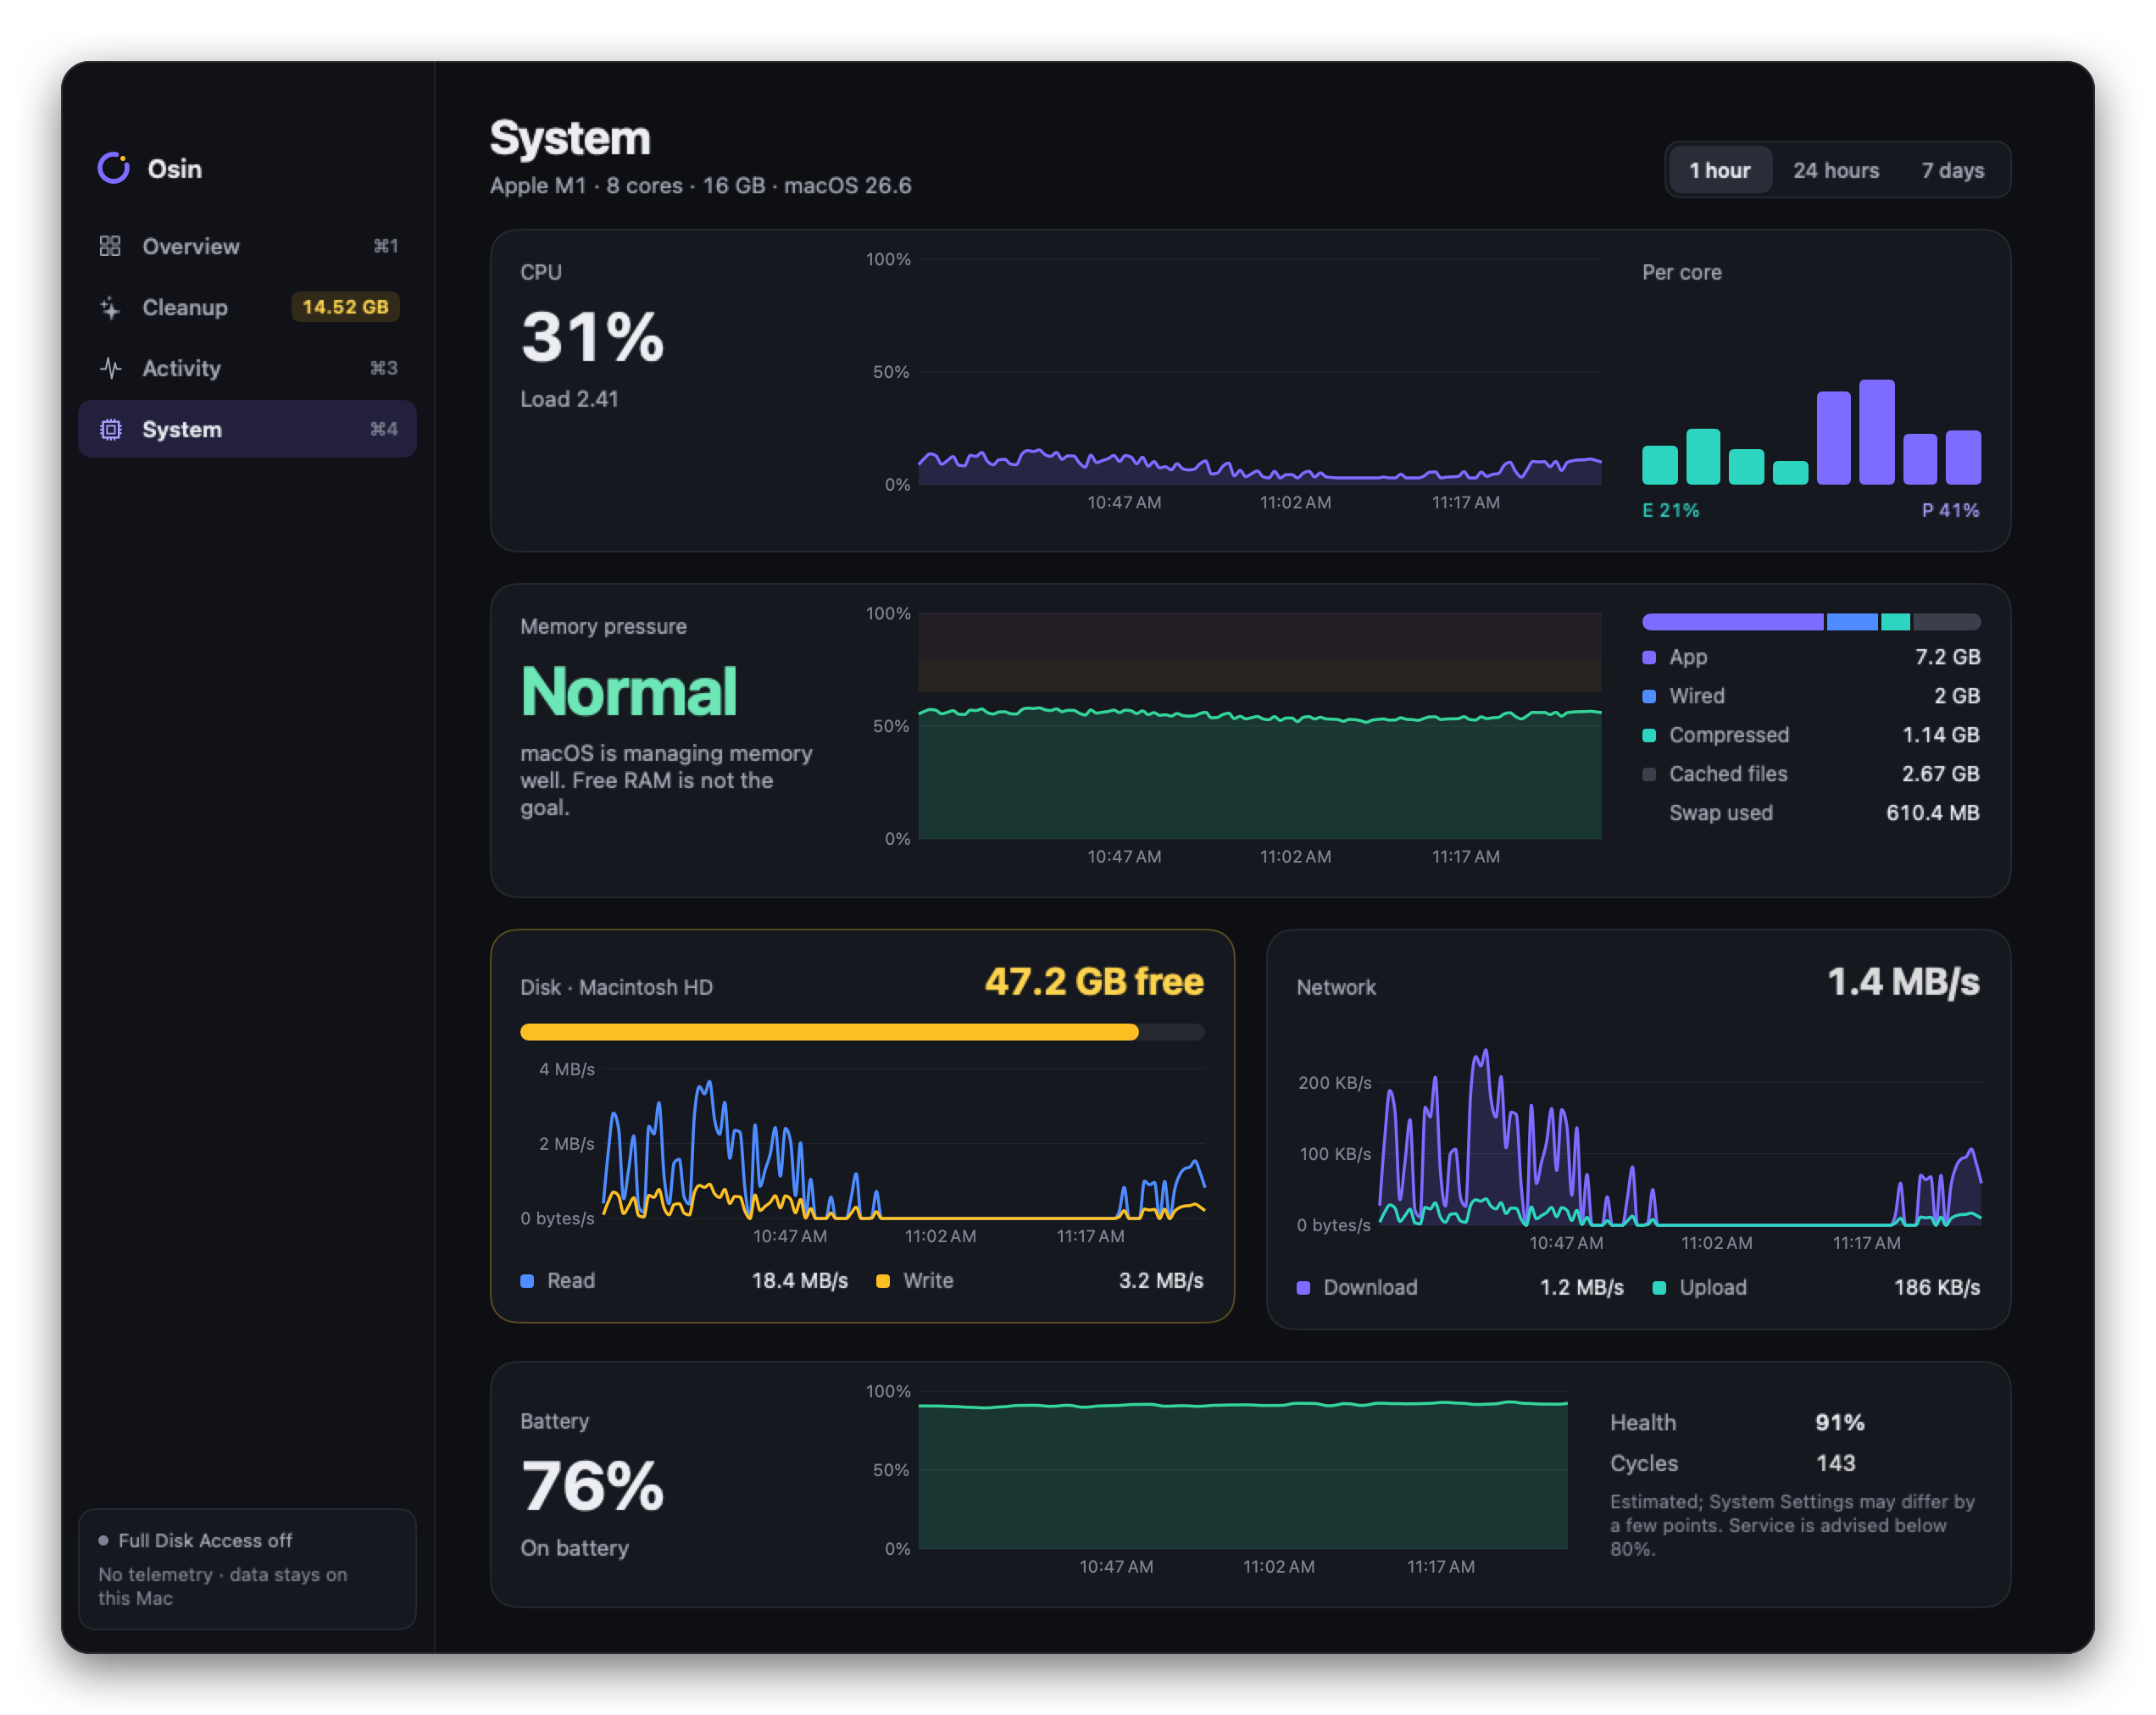 Osin
Overview ⌘1
Cleanup 14.52 GB
Activity ⌘3
System ⌘4
Full Disk Access off
No telemetry · data stays on
this Mac
System
Apple M1 · 8 cores · 16 GB · macOS 26.6
1 hour 24 hours 7 days
CPU
31%
Load 2.41
100%
50%
0%
10:47 AM 11:02 AM 11:17 AM
Per core
E 21% P 41%
Memory pressure
Normal
macOS is managing memory
well. Free RAM is not the
goal.
100%
50%
0%
10:47 AM 11:02 AM 11:17 AM
App 7.2 GB
Wired 2 GB
Compressed 1.14 GB
Cached files 2.67 GB
Swap used 610.4 MB
Disk · Macintosh HD 47.2 GB free
4 MB/s
2 MB/s
0 bytes/s
10:47 AM 11:02 AM 11:17 AM
Read 18.4 MB/s Write 3.2 MB/s
Network 1.4 MB/s
200 KB/s
100 KB/s
0 bytes/s
10:47 AM 11:02 AM 11:17 AM
Download 1.2 MB/s Upload 186 KB/s
Battery
76%
On battery
100%
50%
0%
10:47 AM 11:02 AM 11:17 AM
Health 91%
Cycles 143
Estimated; System Settings may differ by
a few points. Service is advised below
80%.